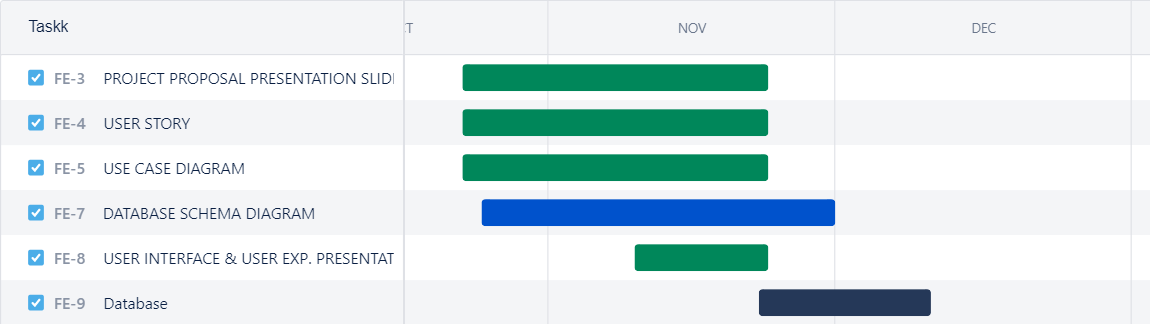 Taskk
T
NOV
DEC
FE-3 PROJECT PROPOSAL PRESENTATION SLID
FE-4 USER STORY
FE-5 USE CASE DIAGRAM
FE-7 DATABASE SCHEMA DIAGRAM
FE-8 USER INTERFACE & USER EXP. PRESENTAT
FE-9 Database